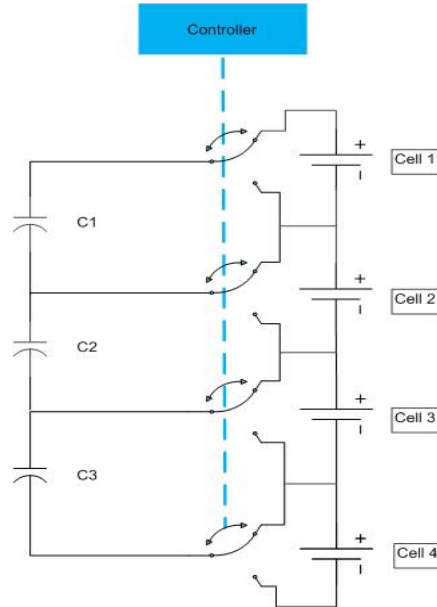 Controller
+
Cell 1
–
C1
+
Cell 2
–
C2
+
Cell 3
–
C3
+
Cell 4
–